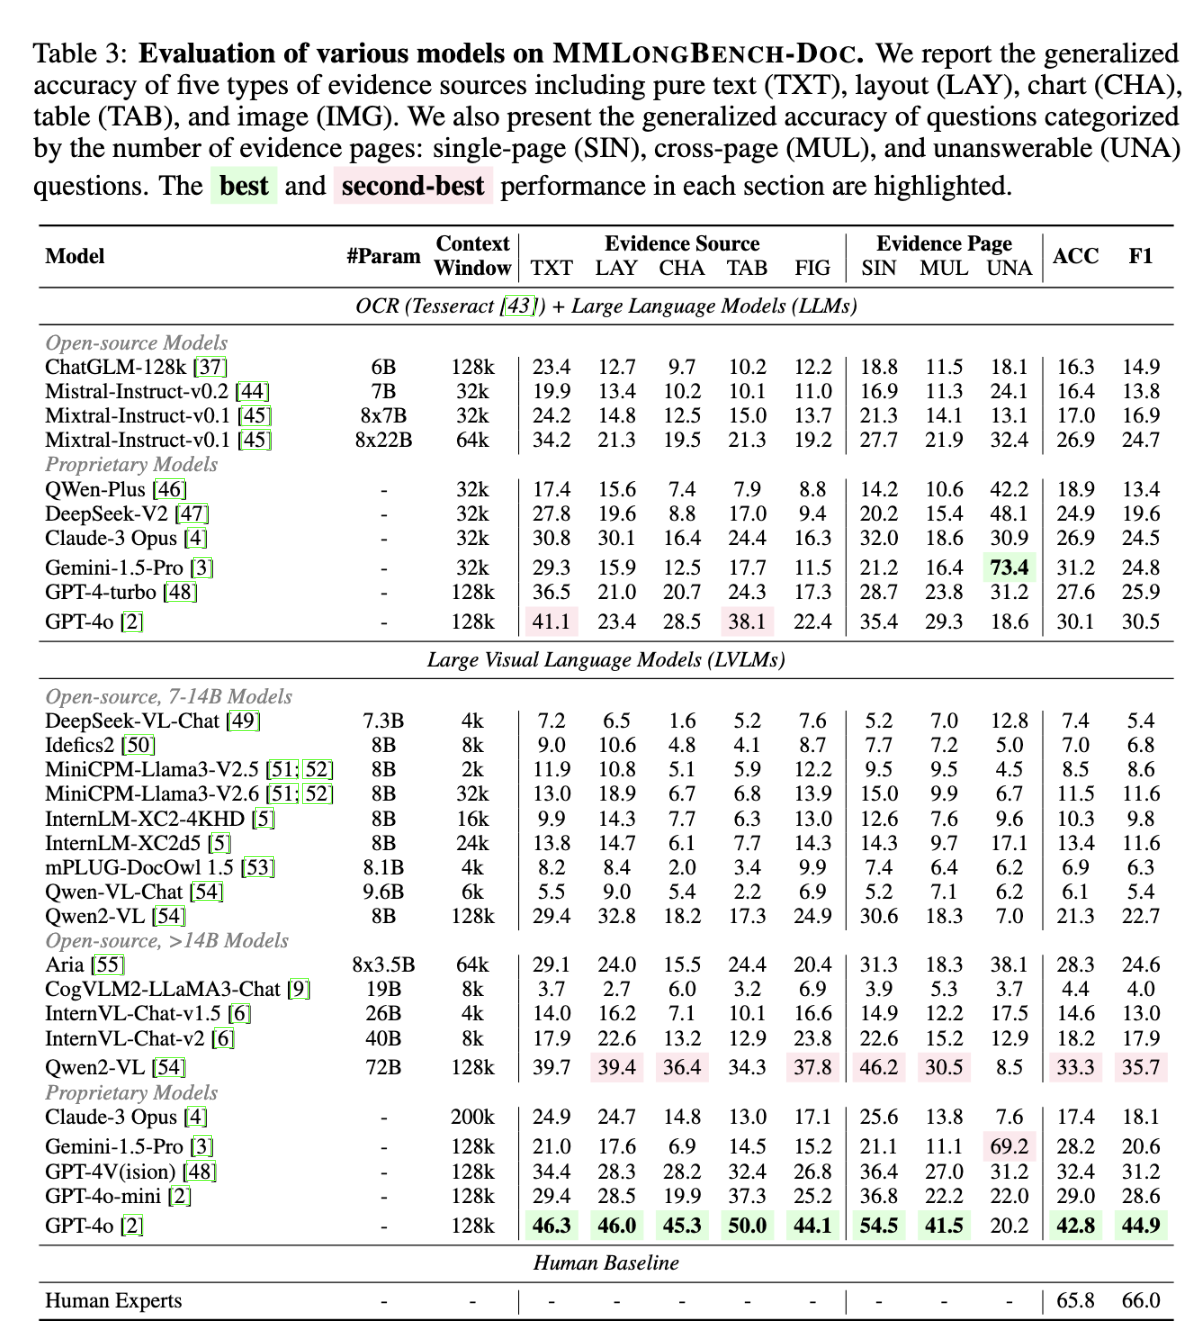 Table 3: Evaluation of various models on MMLONGBENCH-DOC. We report the generalized
accuracy of five types of evidence sources including pure text (TXT), layout (LAY), chart (CHA),
table (TAB), and image (IMG). We also present the generalized accuracy of questions categorized
by the number of evidence pages: single-page (SIN), cross-page (MUL), and unanswerable (UNA)
questions. The best and second-best performance in each section are highlighted.
Model #Param Context Window Evidence Source Evidence Page ACC F1
TXT LAY CHA TAB FIG SIN MUL UNA
OCR (Tesseract [43]) + Large Language Models (LLMs)
Open-source Models
ChatGLM-128k [37] 6B 128k 23.4 12.7 9.7 10.2 12.2 18.8 11.5 18.1 16.3 14.9
Mistral-Instruct-v0.2 [44] 7B 32k 19.9 13.4 10.2 10.1 11.0 16.9 11.3 24.1 16.4 13.8
Mixtral-Instruct-v0.1 [45] 8x7B 32k 24.2 14.8 12.5 15.0 13.7 21.3 14.1 13.1 17.0 16.9
Mixtral-Instruct-v0.1 [45] 8x22B 64k 34.2 21.3 19.5 21.3 19.2 27.7 21.9 32.4 26.9 24.7
Proprietary Models
QWen-Plus [46] - 32k 17.4 15.6 7.4 7.9 8.8 14.2 10.6 42.2 18.9 13.4
DeepSeek-V2 [47] - 32k 27.8 19.6 8.8 17.0 9.4 20.2 15.4 48.1 24.9 19.6
Claude-3 Opus [4] - 32k 30.8 30.1 16.4 24.4 16.3 32.0 18.6 30.9 26.9 24.5
Gemini-1.5-Pro [3] - 32k 29.3 15.9 12.5 17.7 11.5 21.2 16.4 73.4 31.2 24.8
GPT-4-turbo [48] - 128k 36.5 21.0 20.7 24.3 17.3 28.7 23.8 31.2 27.6 25.9
GPT-4o [2] - 128k 41.1 23.4 28.5 38.1 22.4 35.4 29.3 18.6 30.1 30.5
Large Visual Language Models (LVLMs)
Open-source, 7-14B Models
DeepSeek-VL-Chat [49] 7.3B 4k 7.2 6.5 1.6 5.2 7.6 5.2 7.0 12.8 7.4 5.4
Idefics2 [50] 8B 8k 9.0 10.6 4.8 4.1 8.7 7.7 7.2 5.0 7.0 6.8
MiniCPM-Llama3-V2.5 [51; 52] 8B 2k 11.9 10.8 5.1 5.9 12.2 9.5 9.5 4.5 8.5 8.6
MiniCPM-Llama3-V2.6 [51; 52] 8B 32k 13.0 18.9 6.7 6.8 13.9 15.0 9.9 6.7 11.5 11.6
InternLM-XC2-4KHD [5] 8B 16k 9.9 14.3 7.7 6.3 13.0 12.6 7.6 9.6 10.3 9.8
InternLM-XC2d5 [5] 8B 24k 13.8 14.7 6.1 7.7 14.3 14.3 9.7 17.1 13.4 11.6
mPLUG-DocOwl 1.5 [53] 8.1B 4k 8.2 8.4 2.0 3.4 9.9 7.4 6.4 6.2 6.9 6.3
Qwen-VL-Chat [54] 9.6B 6k 5.5 9.0 5.4 2.2 6.9 5.2 7.1 6.2 6.1 5.4
Qwen2-VL [54] 8B 128k 29.4 32.8 18.2 17.3 24.9 30.6 18.3 7.0 21.3 22.7
Open-source, >14B Models
Aria [55] 8x3.5B 64k 29.1 24.0 15.5 24.4 20.4 31.3 18.3 38.1 28.3 24.6
CogVLM2-LLaMA3-Chat [9] 19B 8k 3.7 2.7 6.0 3.2 6.9 3.9 5.3 3.7 4.4 4.0
InternVL-Chat-v1.5 [6] 26B 4k 14.0 16.2 7.1 10.1 16.6 14.9 12.2 17.5 14.6 13.0
InternVL-Chat-v2 [6] 40B 8k 17.9 22.6 13.2 12.9 23.8 22.6 15.2 12.9 18.2 17.9
Qwen2-VL [54] 72B 128k 39.7 39.4 36.4 34.3 37.8 46.2 30.5 8.5 33.3 35.7
Proprietary Models
Claude-3 Opus [4] - 200k 24.9 24.7 14.8 13.0 17.1 25.6 13.8 7.6 17.4 18.1
Gemini-1.5-Pro [3] - 128k 21.0 17.6 6.9 14.5 15.2 21.1 11.1 69.2 28.2 20.6
GPT-4V(ision) [48] - 128k 34.4 28.3 28.2 32.4 26.8 36.4 27.0 31.2 32.4 31.2
GPT-4o-mini [2] - 128k 29.4 28.5 19.9 37.3 25.2 36.8 22.2 22.0 29.0 28.6
GPT-4o [2] - 128k 46.3 46.0 45.3 50.0 44.1 54.5 41.5 20.2 42.8 44.9
Human Baseline
Human Experts - - - - - - - - - - 65.8 66.0